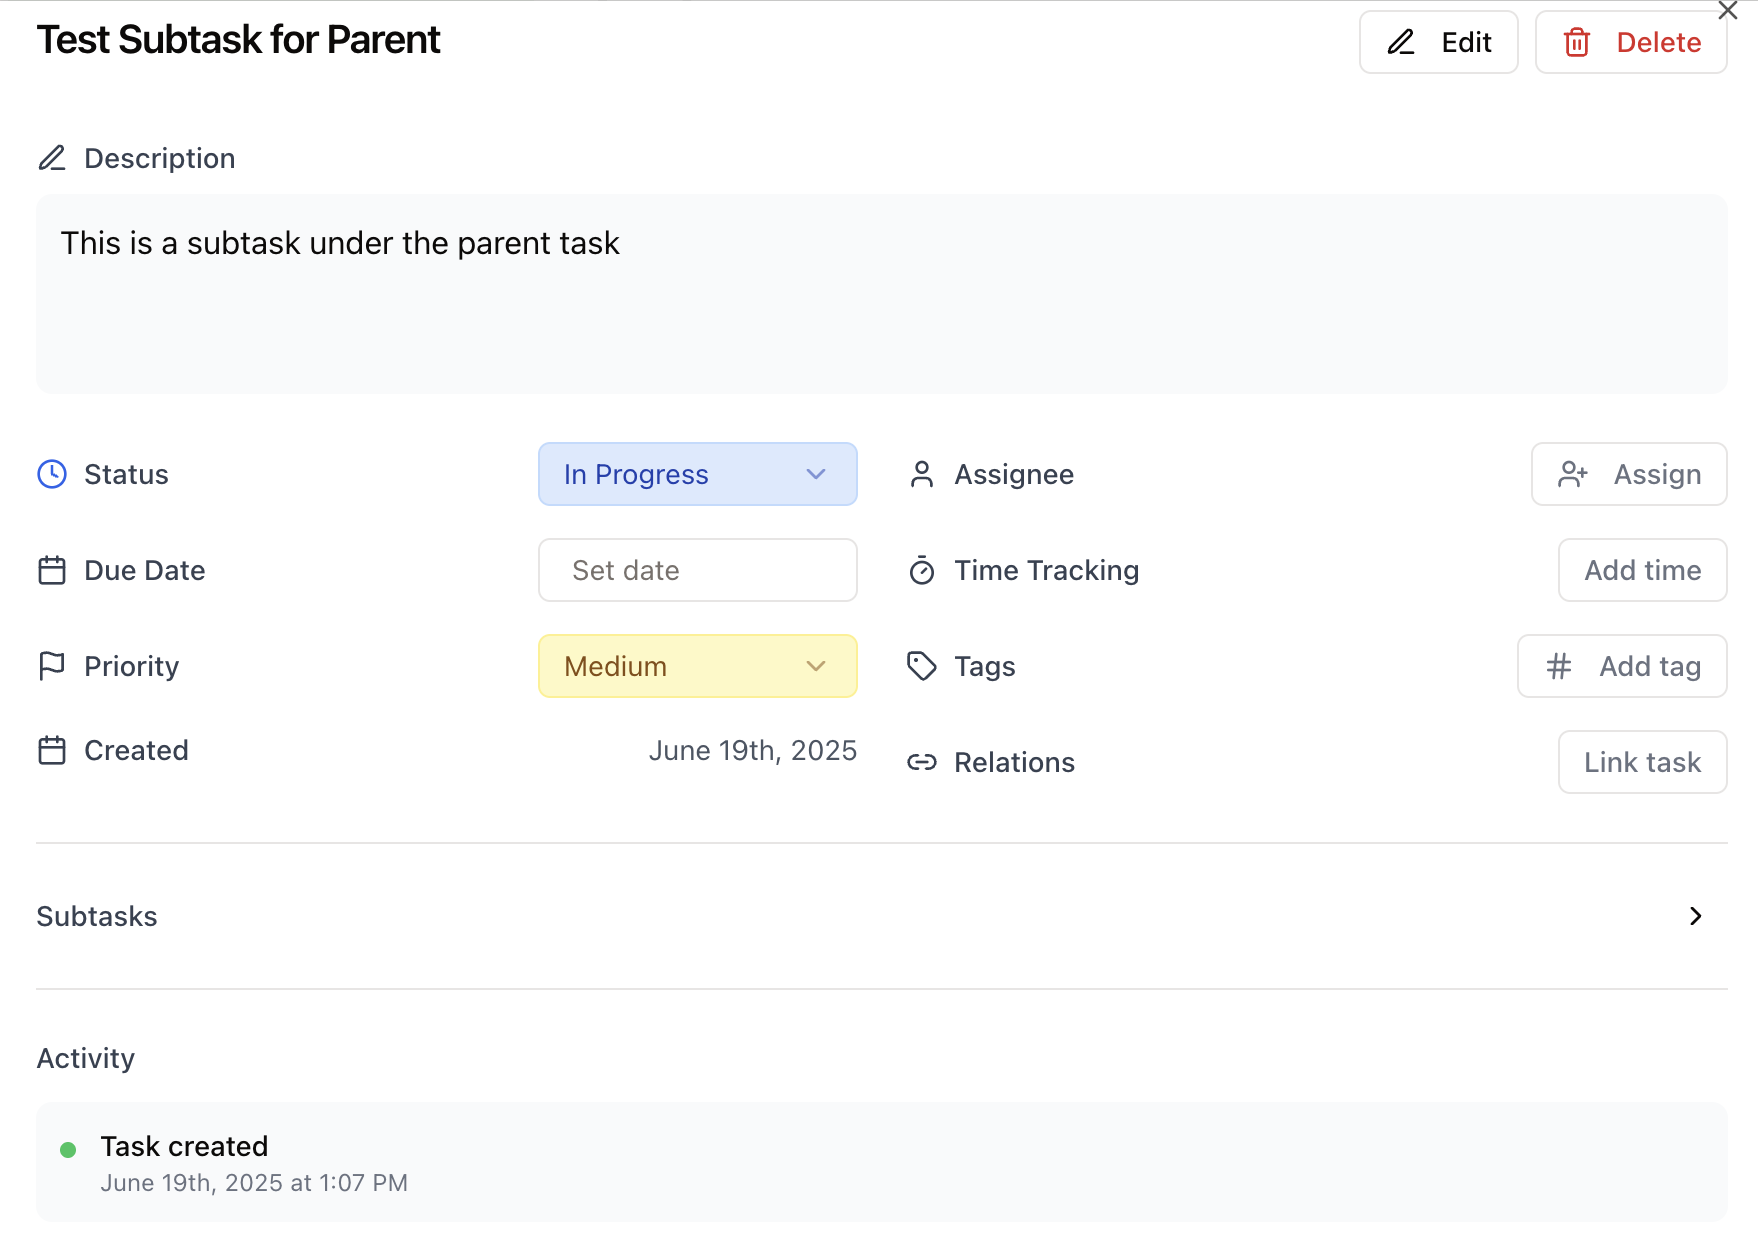 Test Subtask for Parent
Edit
Delete
Description
This is a subtask under the parent task
Status
In Progress
Assignee
Assign
Due Date
Set date
Time Tracking
Add time
Priority
Medium
Tags
Add tag
Created
June 19th, 2025
Relations
Link task
Subtasks
Activity
Task created
June 19th, 2025 at 1:07 PM